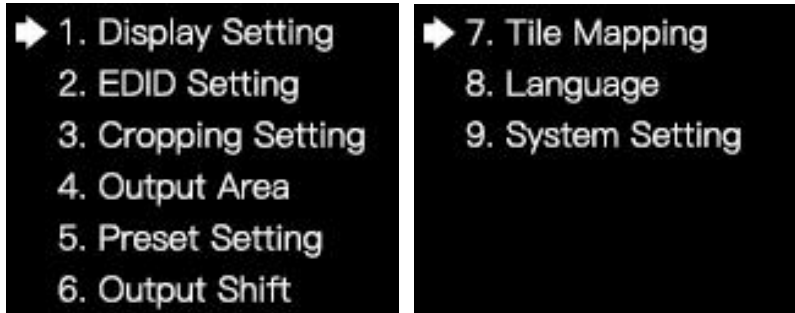 1. Display Setting
2. EDID Setting
3. Cropping Setting
4. Output Area
5. Preset Setting
6. Output Shift
7. Tile Mapping
8. Language
9. System Setting